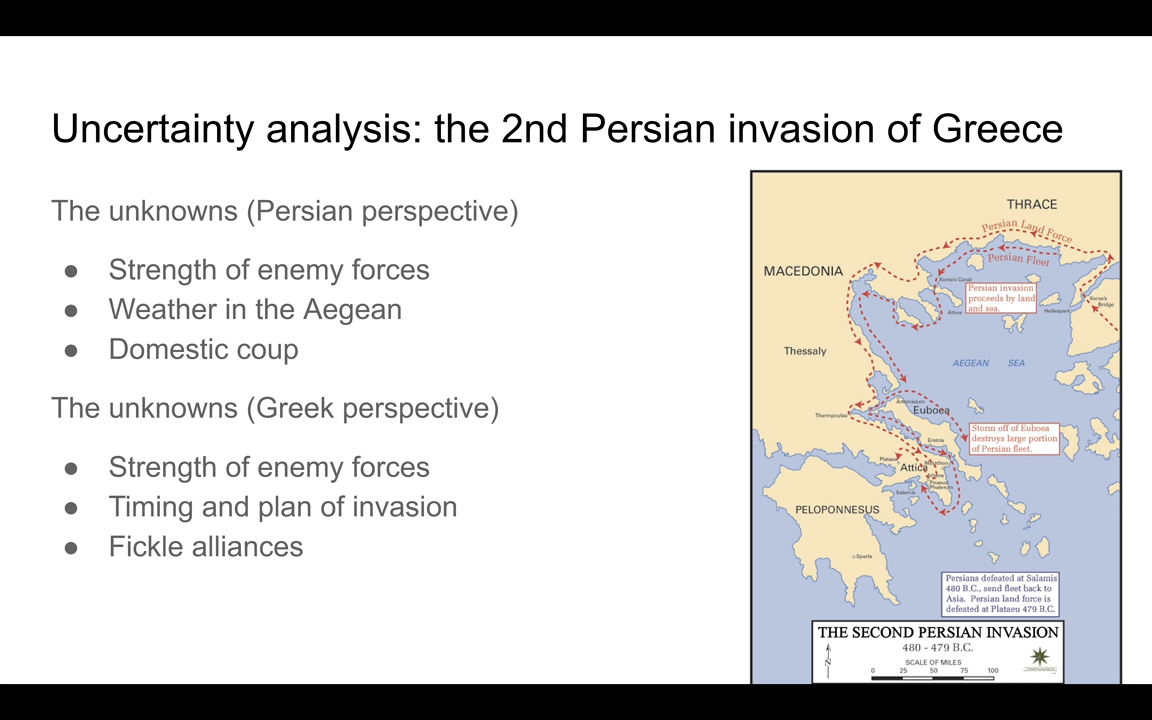 Uncertainty analysis: the 2nd Persian invasion of Greece
The unknowns (Persian perspective)
● Strength of enemy forces
● Weather in the Aegean
● Domestic coup
The unknowns (Greek perspective)
● Strength of enemy forces
● Timing and plan of invasion
● Fickle alliances
THRACE
Persian Land Force
Persian Fleet
MACEDONIA
Xerxe's Canal
Persian invasion
proceeds by land
and sea.
Xerxe's
Bridge
Athos
Hellespont
Thessaly
AEGEAN SEA
Artemisium
Thermopylae
Euboea
Storm off of Euboea
destroys large portion
of Persian fleet.
Eretria
Plataea
Marathon
Attica
Piraeus
Phalerum
Salamis
PELOPONNESUS
Sparta
Persians defeated at Salamis
480 B.C., send fleet back to
Asia. Persian land force is
defeated at Plataeu 479 B.C.
THE SECOND PERSIAN INVASION
480 - 479 B.C.
N
SCALE OF MILES
0 25 50 75 100